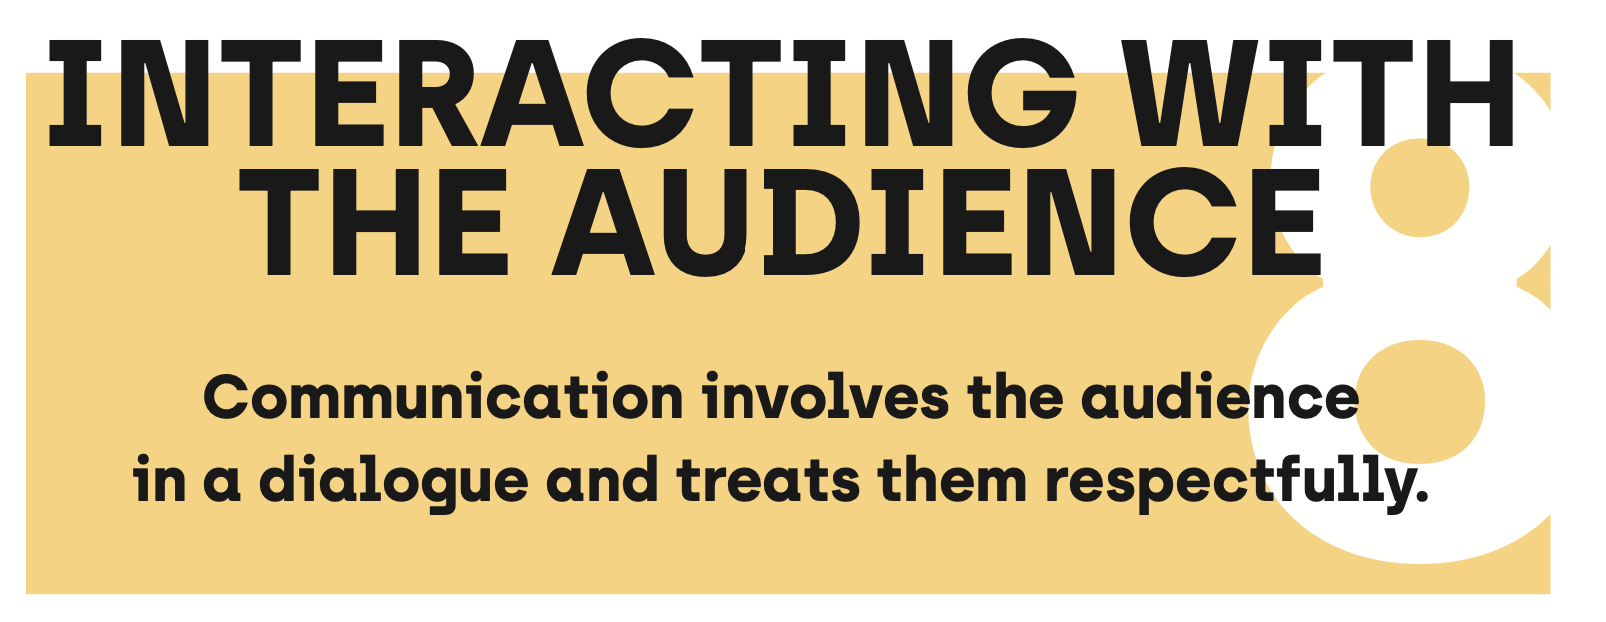 INTERACTING WITH
THE AUDIENCE
8
Communication involves the audience
in a dialogue and treats them respectfully.